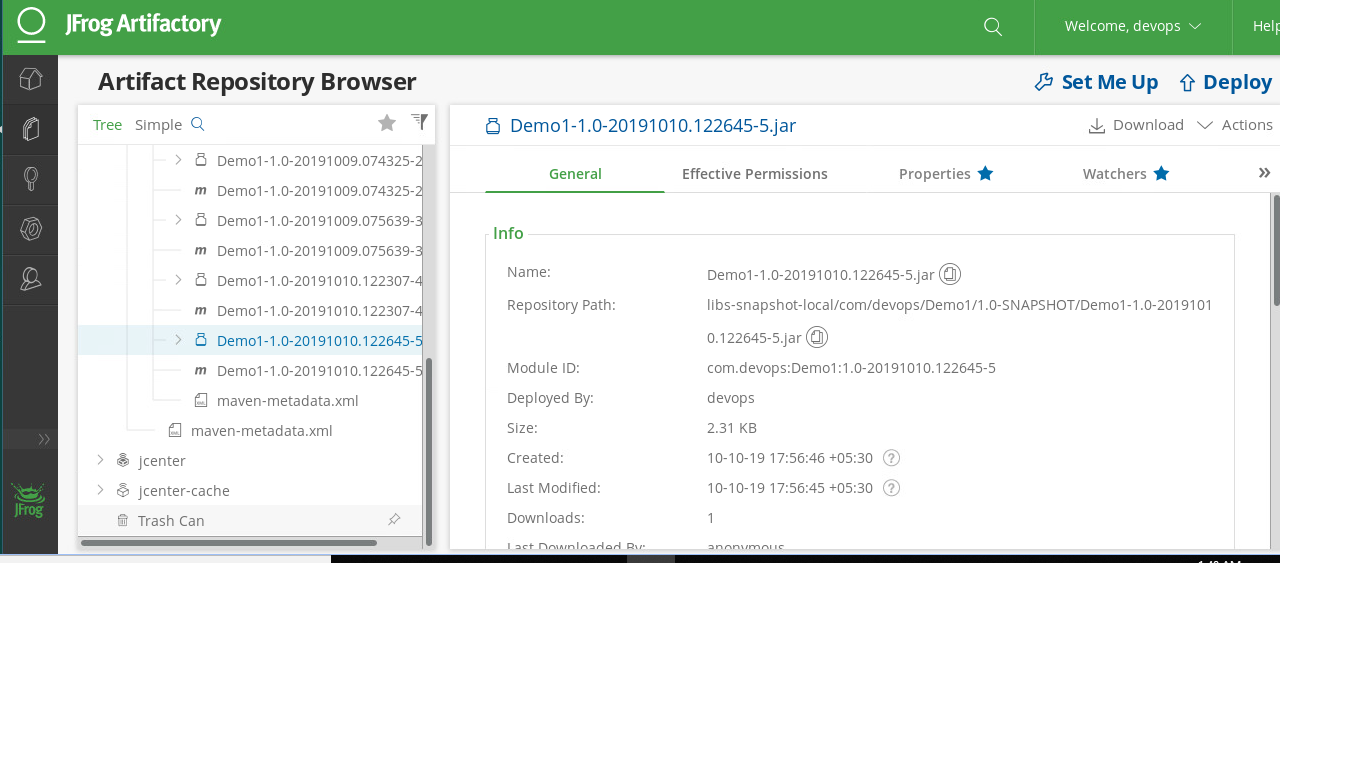 JFrog Artifactory
Welcome, devops
Help
Artifact Repository Browser
Set Me Up
Deploy
Tree
Simple
Demo1-1.0-20191009.074325-2
m Demo1-1.0-20191009.074325-2
Demo1-1.0-20191009.075639-3
m Demo1-1.0-20191009.075639-3
Demo1-1.0-20191010.122307-4
m Demo1-1.0-20191010.122307-4
Demo1-1.0-20191010.122645-5
m Demo1-1.0-20191010.122645-5
maven-metadata.xml
maven-metadata.xml
jcenter
jcenter-cache
Trash Can
JFrog
Demo1-1.0-20191010.122645-5.jar
Download
Actions
General
Effective Permissions
Properties
Watchers
»
Info
Name: Demo1-1.0-20191010.122645-5.jar
Repository Path: libs-snapshot-local/com/devops/Demo1/1.0-SNAPSHOT/Demo1-1.0-2019101
0.122645-5.jar
Module ID: com.devops:Demo1:1.0-20191010.122645-5
Deployed By: devops
Size: 2.31 KB
Created: 10-10-19 17:56:46 +05:30 ?
Last Modified: 10-10-19 17:56:45 +05:30 ?
Downloads: 1
Last Downloaded By: anonymous